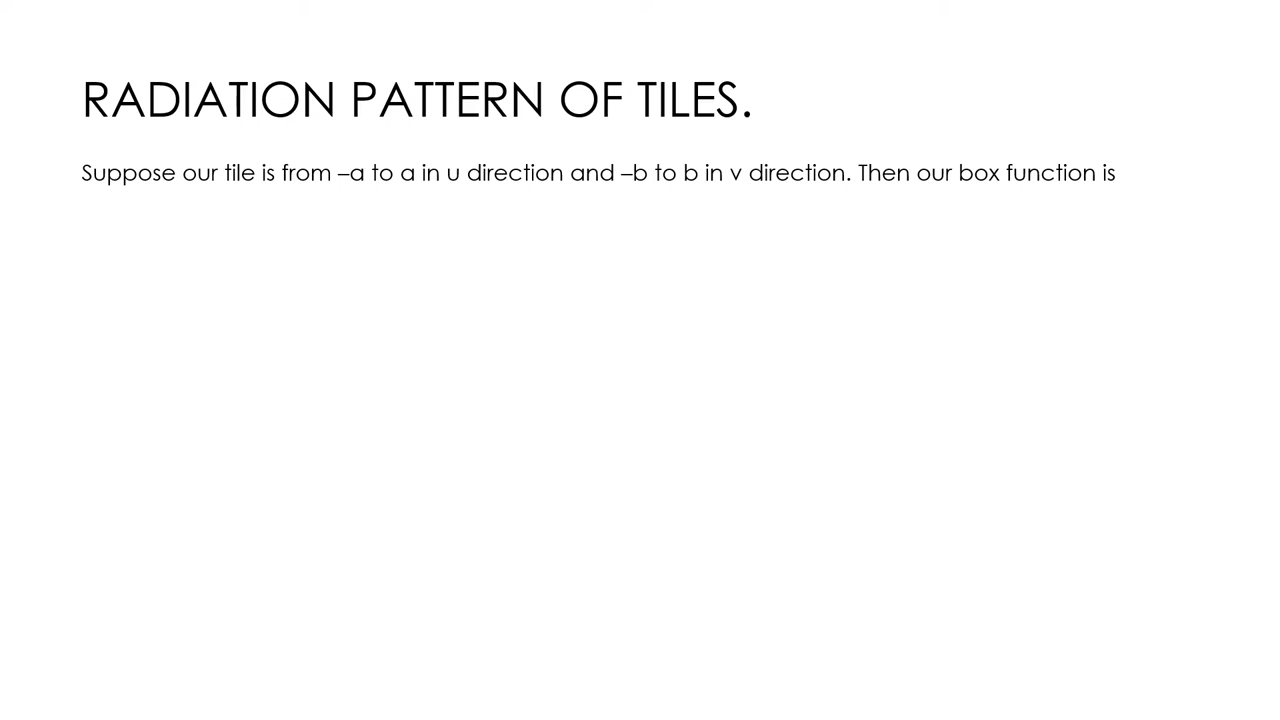 RADIATION PATTERN OF TILES.
Suppose our tile is from –a to a in u direction and –b to b in v direction. Then our box function is